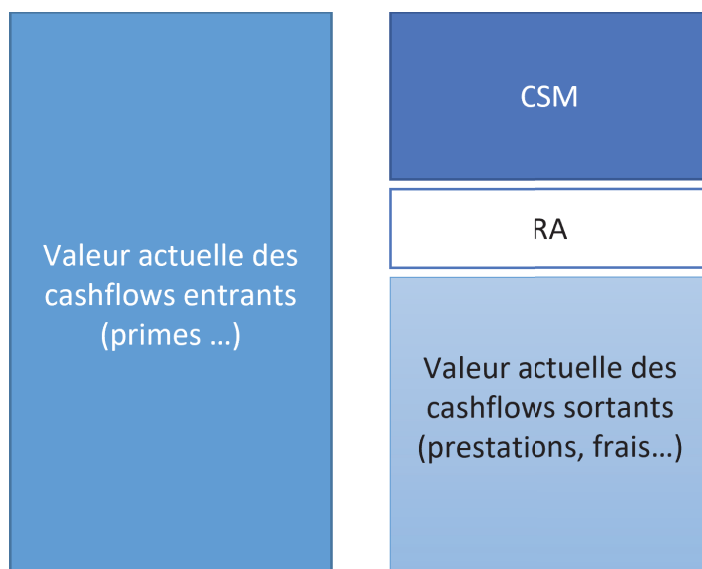 Valeur actuelle des
cashflows entrants
(primes …)
CSM
RA
Valeur actuelle des
cashflows sortants
(prestations, frais…)